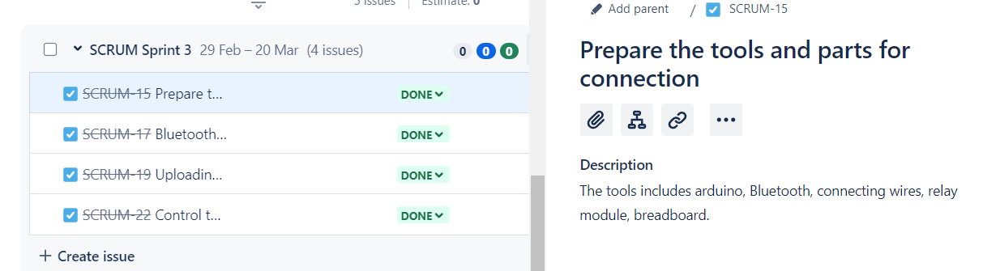 5 issues Estimate: 0
Add parent / SCRUM-15
SCRUM Sprint 3 29 Feb – 20 Mar (4 issues) 0 0 0
SCRUM-15 Prepare t... DONE
SCRUM-17 Bluetooth... DONE
SCRUM-19 Uploadin... DONE
SCRUM-22 Control t... DONE
+ Create issue
Prepare the tools and parts for
connection
Description
The tools includes arduino, Bluetooth, connecting wires, relay
module, breadboard.